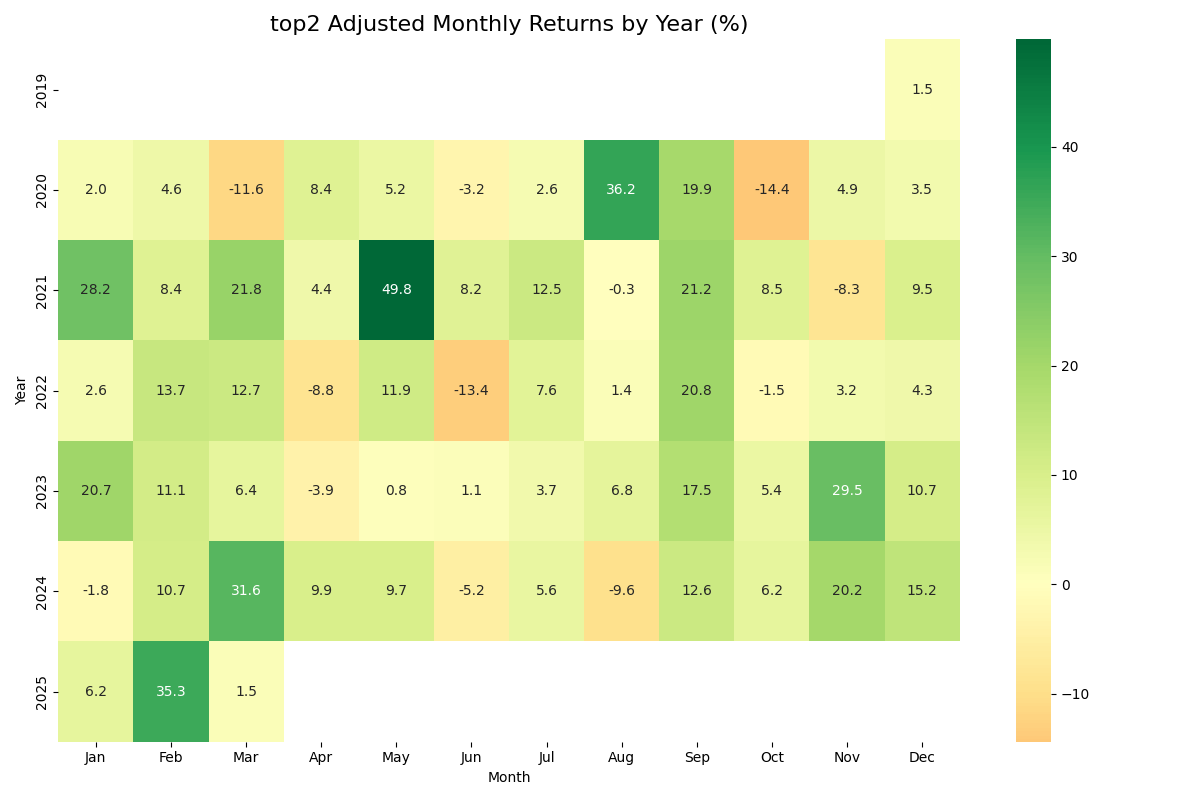 top2 Adjusted Monthly Returns by Year (%)
2019 1.5
2020 2.0 4.6 -11.6 8.4 5.2 -3.2 2.6 36.2 19.9 -14.4 4.9 3.5
2021 28.2 8.4 21.8 4.4 49.8 8.2 12.5 -0.3 21.2 8.5 -8.3 9.5
2022 2.6 13.7 12.7 -8.8 11.9 -13.4 7.6 1.4 20.8 -1.5 3.2 4.3
2023 20.7 11.1 6.4 -3.9 0.8 1.1 3.7 6.8 17.5 5.4 29.5 10.7
2024 -1.8 10.7 31.6 9.9 9.7 -5.2 5.6 -9.6 12.6 6.2 20.2 15.2
2025 6.2 35.3 1.5
Jan Feb Mar Apr May Jun Jul Aug Sep Oct Nov Dec
Month
Year
40
30
20
10
0
−10